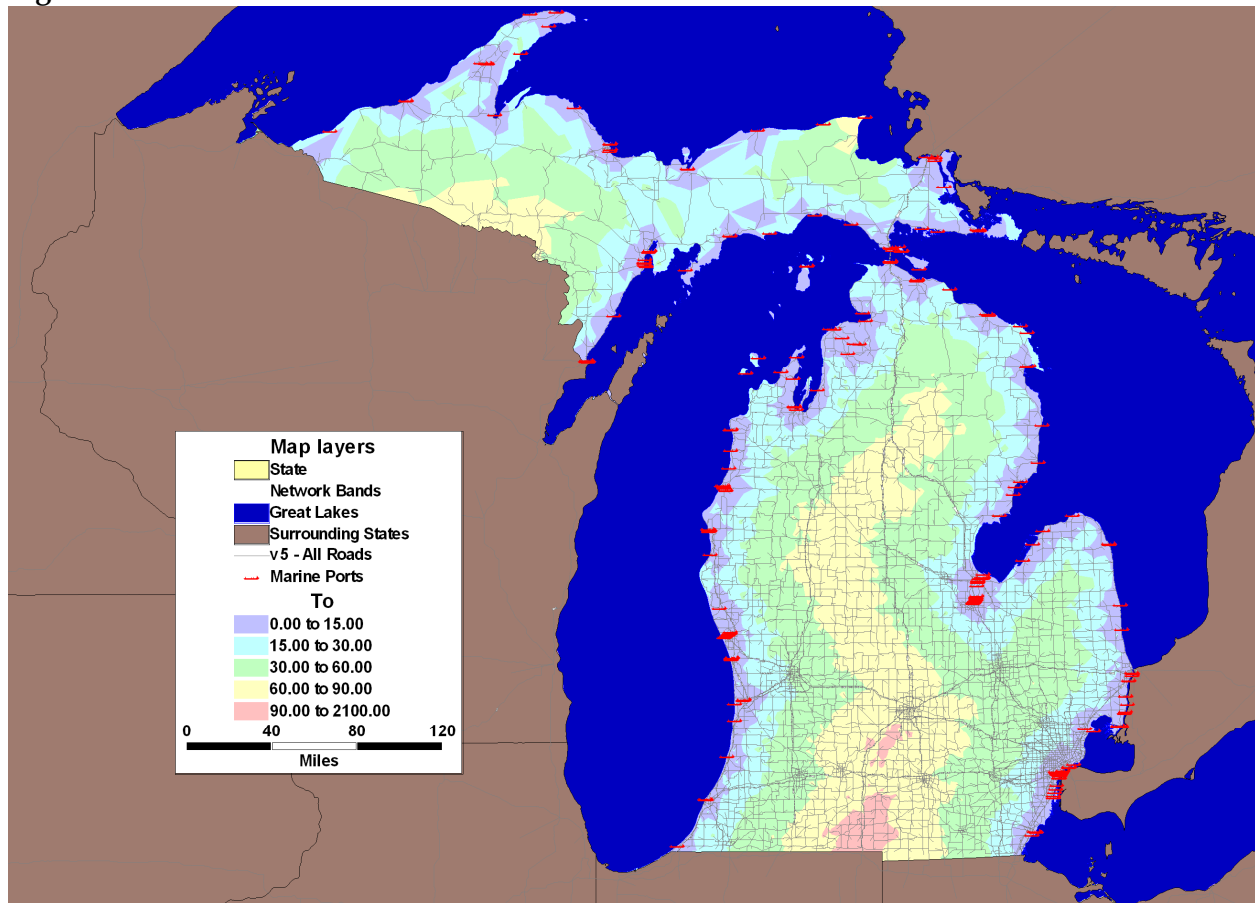 Map layers
State
Network Bands
Great Lakes
Surrounding States
v5 - All Roads
Marine Ports
To
0.00 to 15.00
15.00 to 30.00
30.00 to 60.00
60.00 to 90.00
90.00 to 2100.00
0 40 80 120
Miles